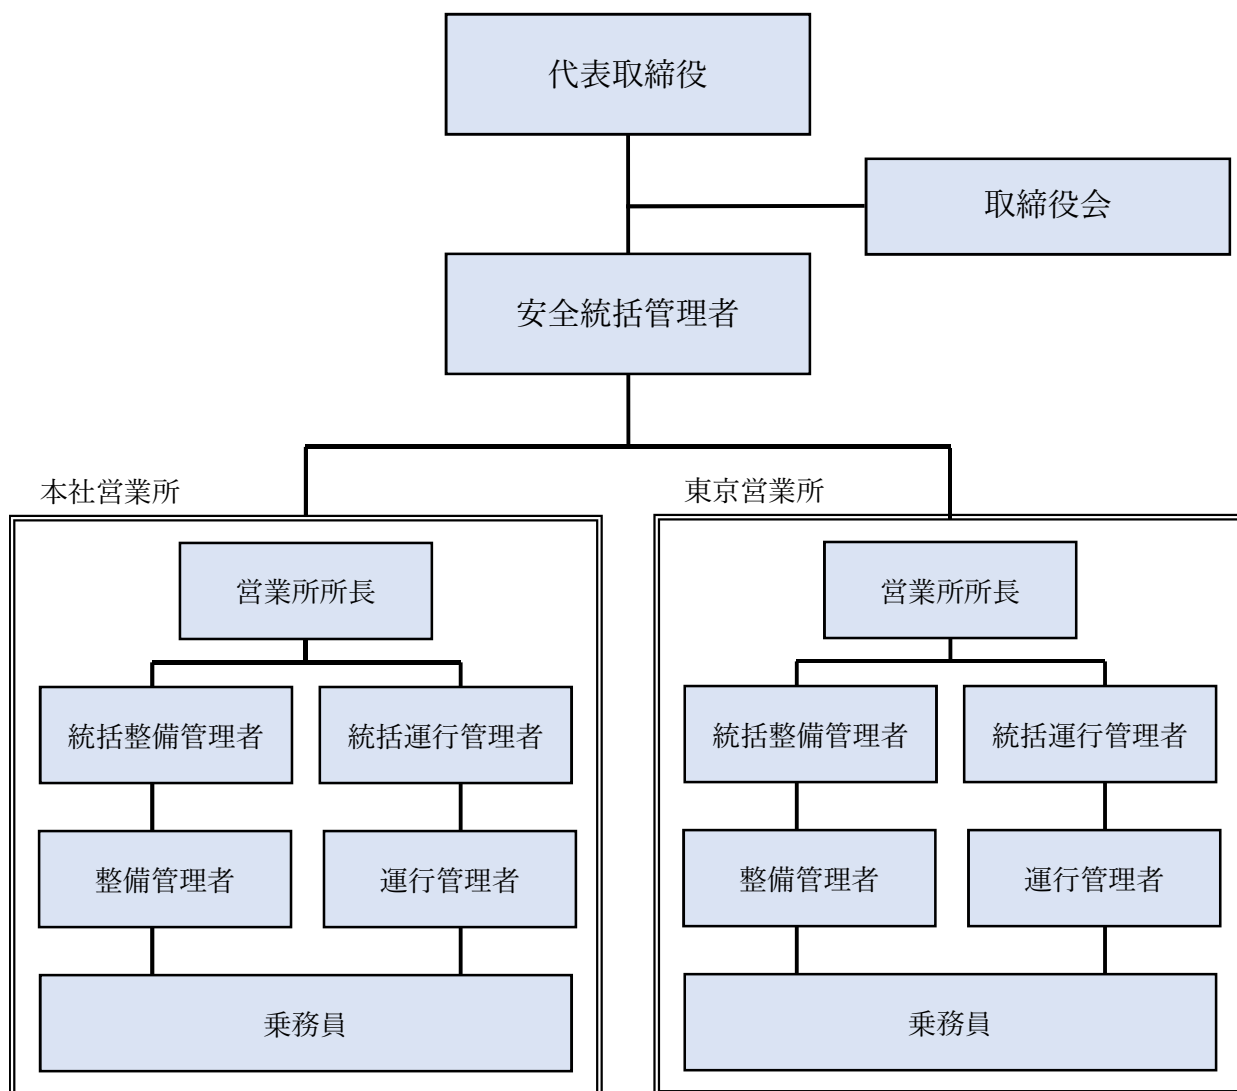 代表取締役
取締役会
安全統括管理者
本社営業所
営業所所長
統括整備管理者
統括運行管理者
整備管理者
運行管理者
乗務員
東京営業所
営業所所長
統括整備管理者
統括運行管理者
整備管理者
運行管理者
乗務員